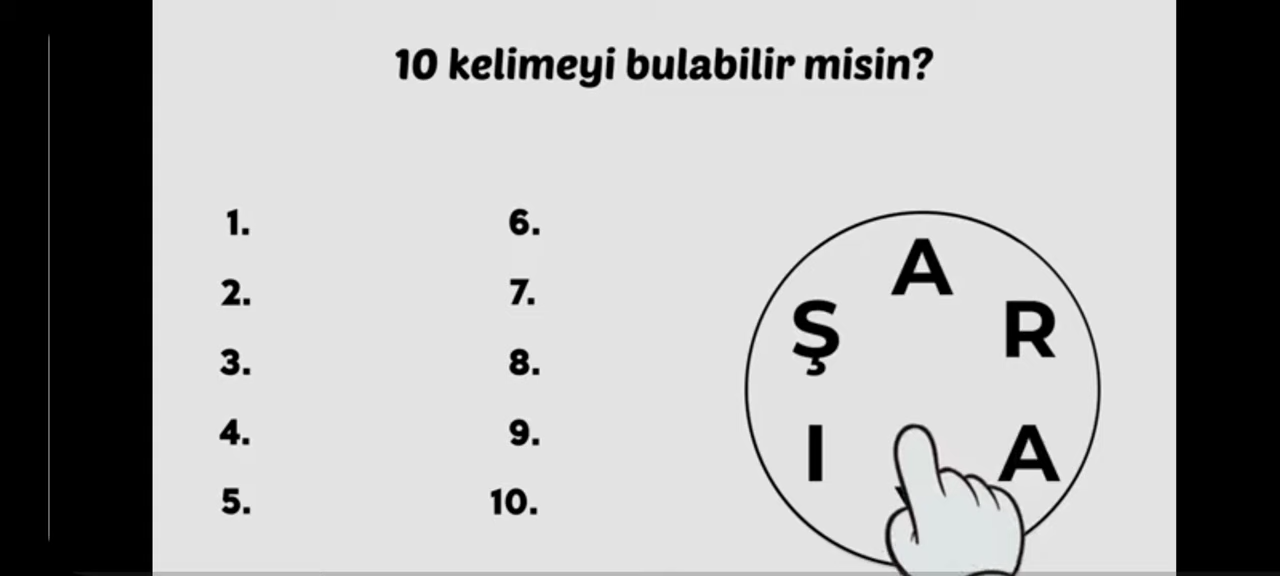 10 kelimeyi bulabilir misin?
1. 6.
2. 7.
3. 8.
4. 9.
5. 10.
A
Ş R
I A